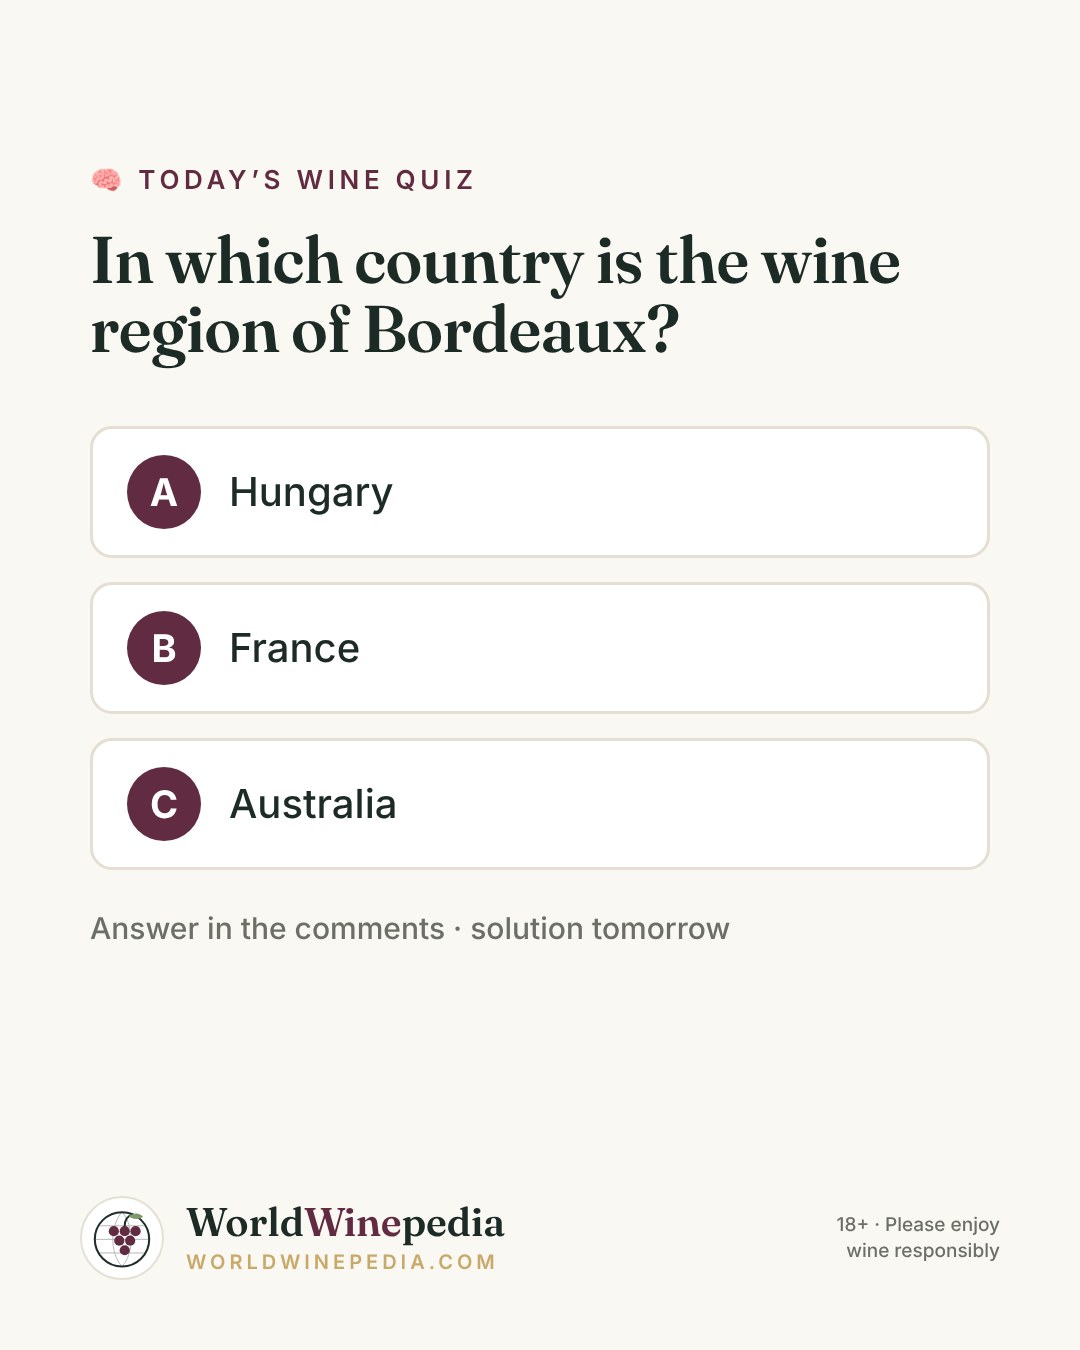 🧠 TODAY’S WINE QUIZ
In which country is the wine
region of Bordeaux?
A Hungary
B France
C Australia
Answer in the comments · solution tomorrow
WorldWinepedia
WORLDWINEPEDIA.COM
18+ · Please enjoy
wine responsibly